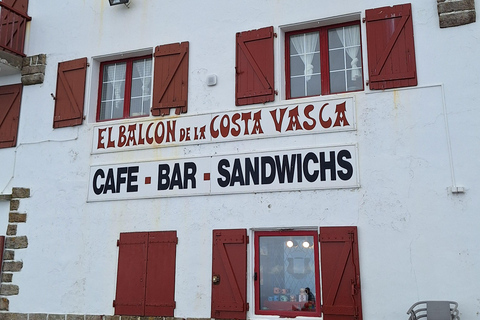 EL BALCON DE LA COSTA VASCA
CAFE · BAR · SANDWICHS